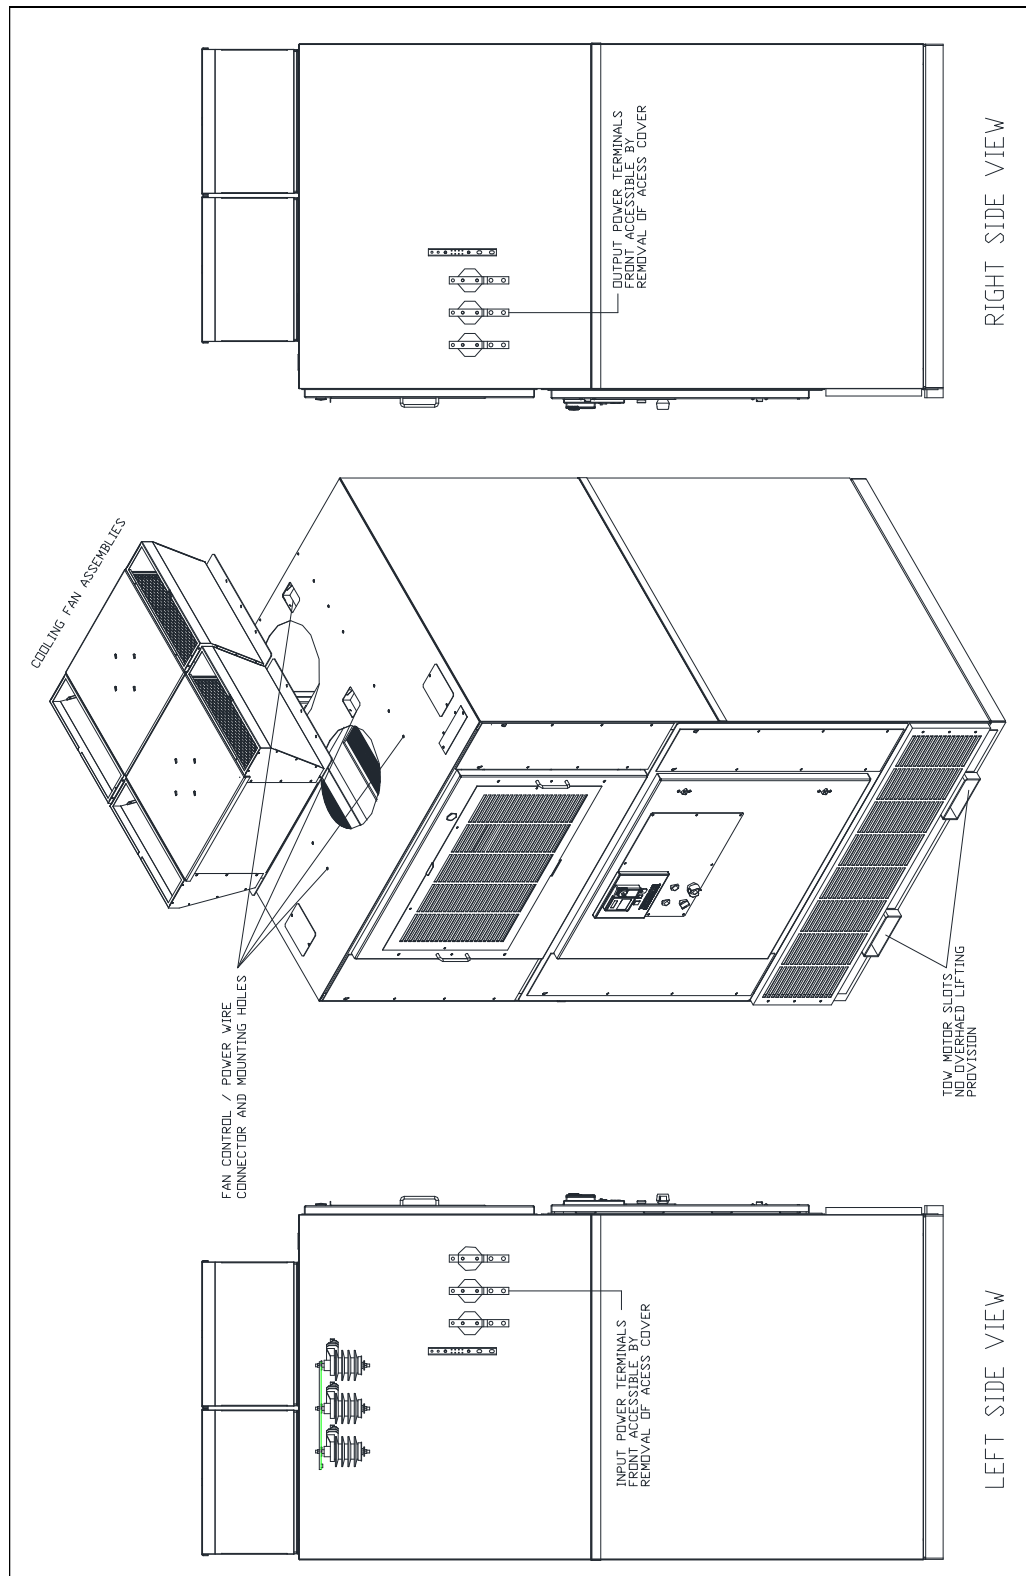 COOLING FAN ASSEMBLIES
FAN CONTROL / POWER WIRE
CONNECTOR AND MOUNTING HOLES
INPUT POWER TERMINALS
FRONT ACCESSIBLE BY
REMOVAL OF ACESS COVER
OUTPUT POWER TERMINALS
FRONT ACCESSIBLE BY
REMOVAL OF ACESS COVER
TOW MOTOR SLOTS
NO OVERHAED LIFTING
PROVISION
LEFT SIDE VIEW
RIGHT SIDE VIEW